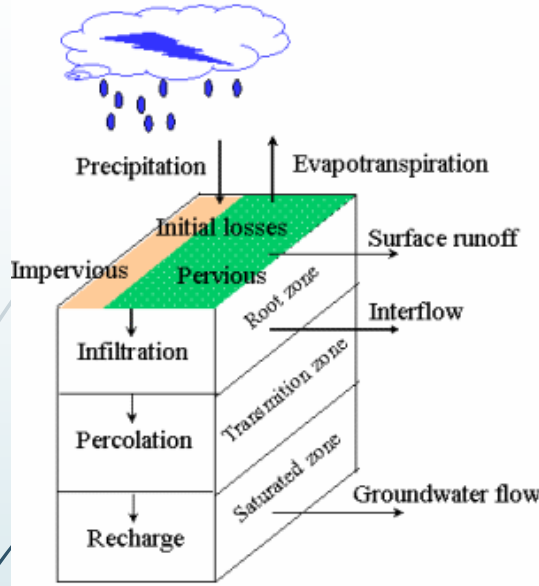 Precipitation
Evapotranspiration
Initial losses
Surface runoff
Impervious
Pervious
Root zone
Interflow
Infiltration
Transmition zone
Percolation
Saturated zone
Groundwater flow
Recharge